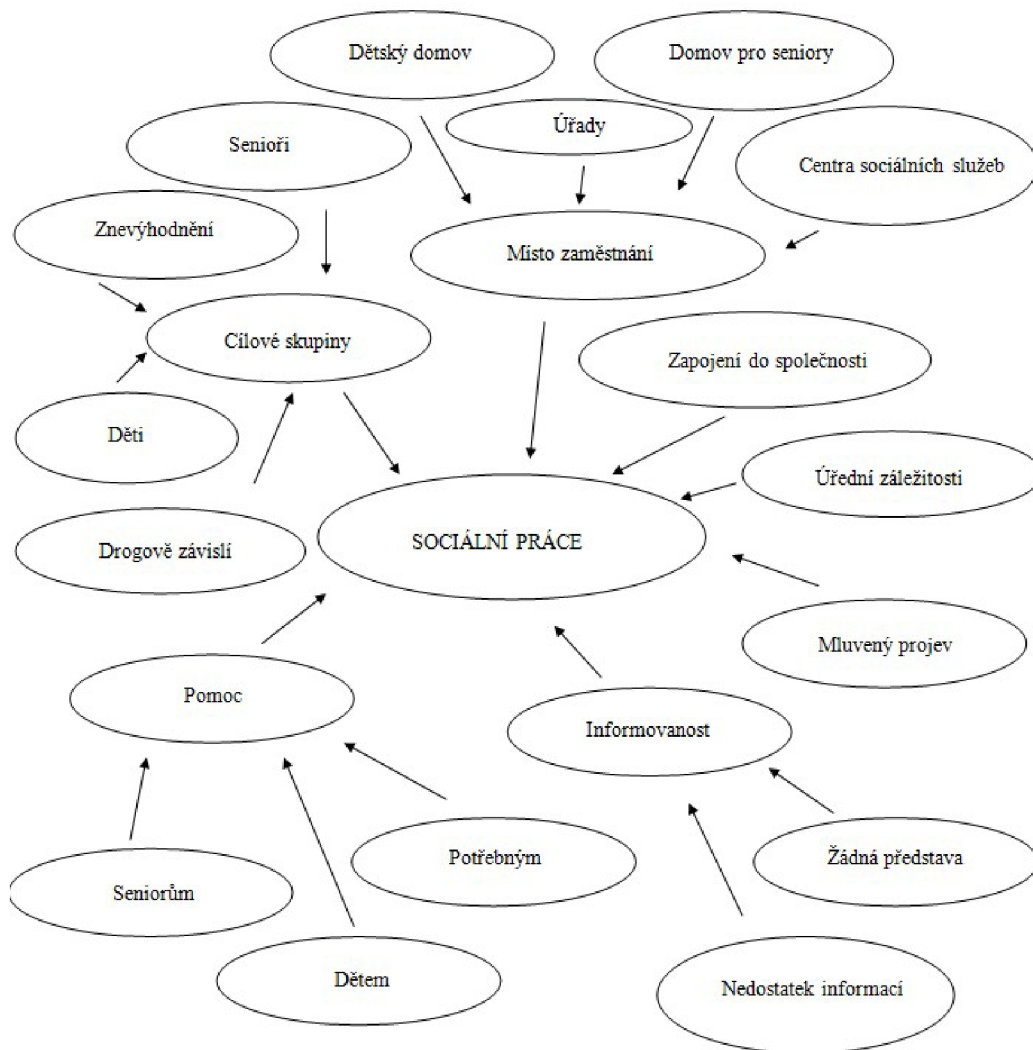 Dětský domov
Domov pro seniory
Úřady
Senioři
Centra sociálních služeb
Znevýhodnění
Místo zaměstnání
Cílové skupiny
Zapojení do společnosti
Děti
Úřední záležitosti
SOCIÁLNÍ PRÁCE
Drogově závislí
Mluvený projev
Pomoc
Informovanost
Potřebným
Žádná představa
Seniorům
Dětem
Nedostatek informací